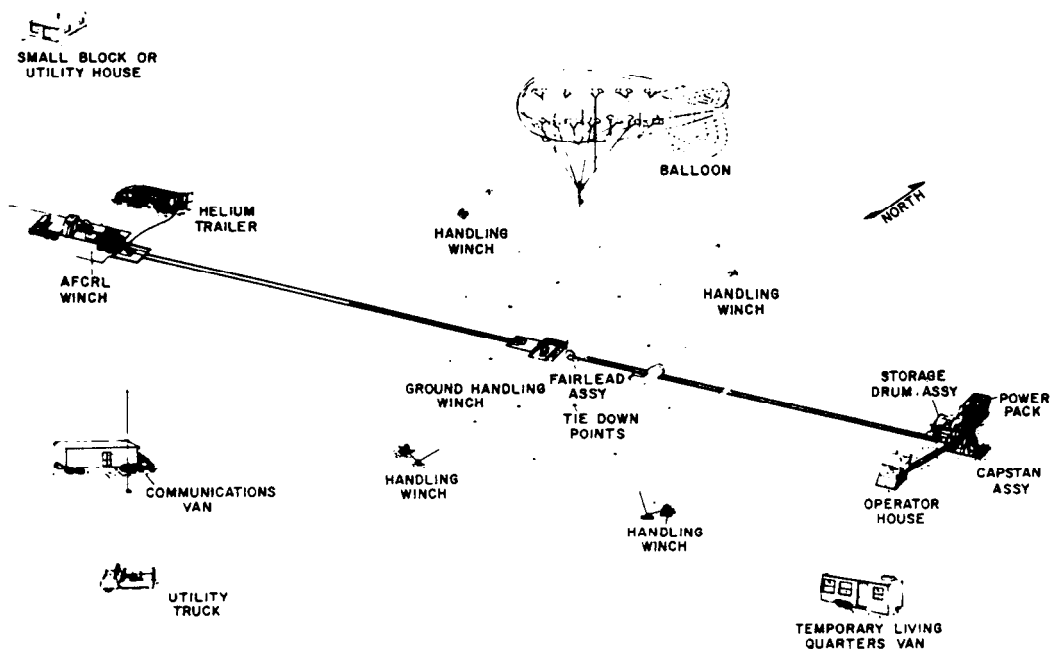 SMALL BLOCK OR
UTILITY HOUSE
BALLOON
NORTH
HELIUM
TRAILER
HANDLING
WINCH
AFCRL
WINCH
HANDLING
WINCH
GROUND HANDLING
WINCH
FAIRLEAD
ASSY
TIE DOWN
POINTS
STORAGE
DRUM ASSY
POWER
PACK
CAPSTAN
ASSY
OPERATOR
HOUSE
COMMUNICATIONS
VAN
HANDLING
WINCH
HANDLING
WINCH
UTILITY
TRUCK
TEMPORARY LIVING
QUARTERS VAN